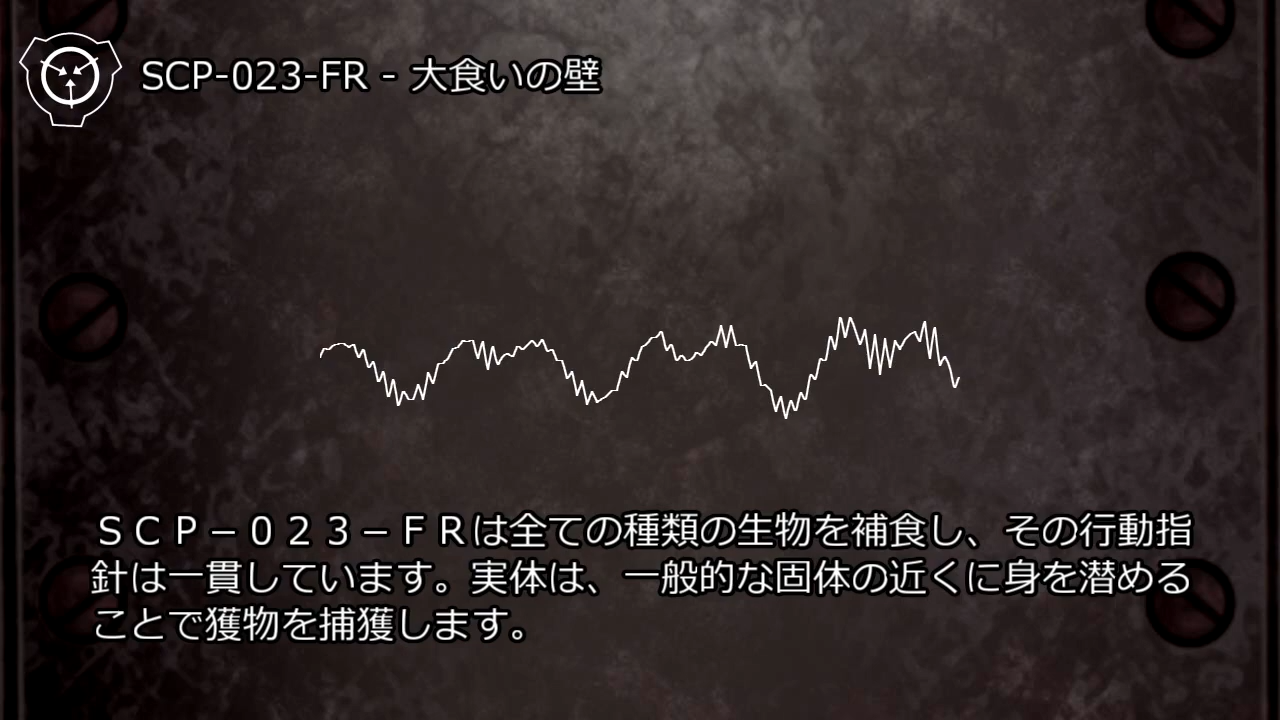 SCP-023-FR - 大食いの壁
ＳＣＰ－０２３－ＦＲは全ての種類の生物を補食し、その行動指
針は一貫しています。実体は、一般的な固体の近くに身を潜める
ことで獲物を捕獲します。